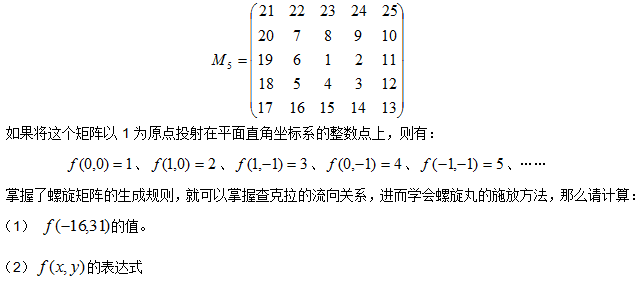 21 22 23 24 25
20 7 8 9 10
M₅ = 19 6 1 2 11
18 5 4 3 12
17 16 15 14 13
如果将这个矩阵以 1 为原点投射在平面直角坐标系的整数点上，则有：
f(0,0)=1、f(1,0)=2、f(1,−1)=3、f(0,−1)=4、f(−1,−1)=5、……
掌握了螺旋矩阵的生成规则，就可以掌握查克拉的流向关系，进而学会螺旋丸的施放方法，那么请计算：
（1） f(−16,31)的值。
（2）f(x,y)的表达式